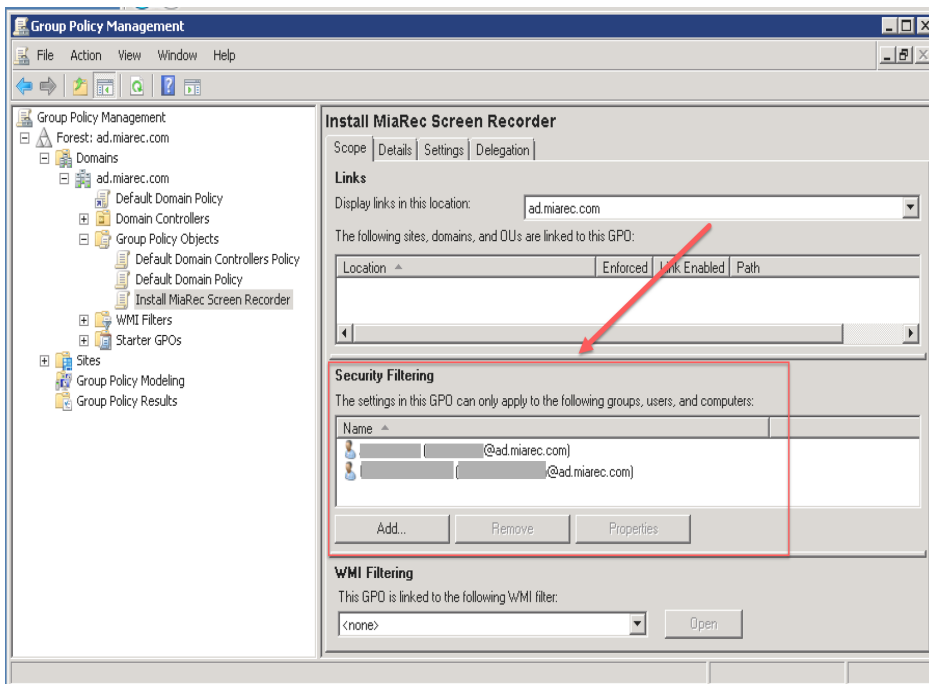 Group Policy Management
File Action View Window Help
Group Policy Management
Forest: ad.miarec.com
Domains
ad.miarec.com
Default Domain Policy
Domain Controllers
Group Policy Objects
Default Domain Controllers Policy
Default Domain Policy
Install MiaRec Screen Recorder
WMI Filters
Starter GPOs
Sites
Group Policy Modeling
Group Policy Results
Install MiaRec Screen Recorder
Scope Details Settings Delegation
Links
Display links in this location: ad.miarec.com
The following sites, domains, and OUs are linked to this GPO:
Location Enforced Link Enabled Path
Security Filtering
The settings in this GPO can only apply to the following groups, users, and computers:
Name
( @ad.miarec.com)
( @ad.miarec.com)
Add... Remove Properties
WMI Filtering
This GPO is linked to the following WMI filter:
<none> Open